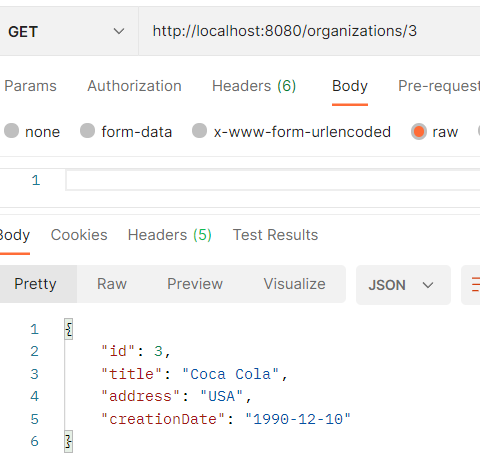 GET http://localhost:8080/organizations/3
Params Authorization Headers (6) Body Pre-request
none form-data x-www-form-urlencoded raw
1
Body Cookies Headers (5) Test Results
Pretty Raw Preview Visualize JSON
1 {
2 "id": 3,
3 "title": "Coca Cola",
4 "address": "USA",
5 "creationDate": "1990-12-10"
6 }